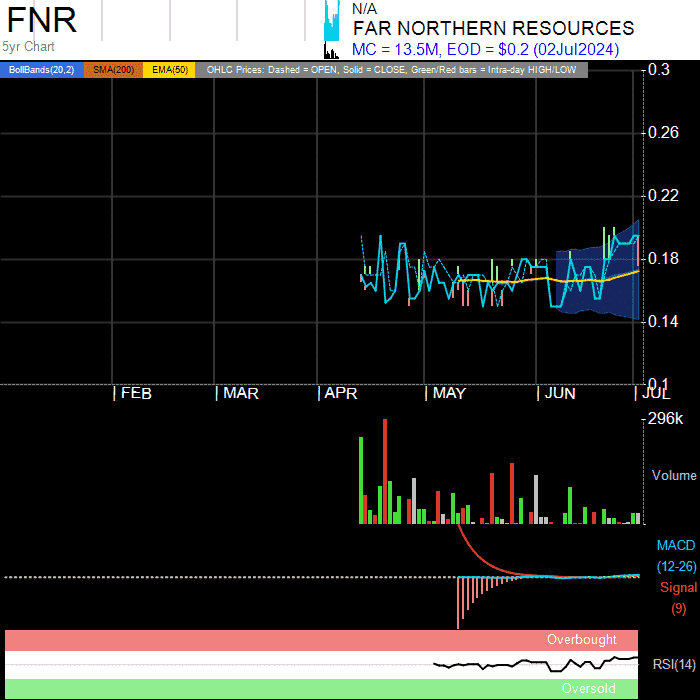 FNR
5yr Chart
N/A
FAR NORTHERN RESOURCES
MC = 13.5M, EOD = $0.2 (02Jul2024)
BollBands(20,2) SMA(200) EMA(50) OHLC Prices: Dashed = OPEN, Solid = CLOSE, Green/Red bars = Intra-day HIGH/LOW
0.3
0.26
0.22
0.18
0.14
0.1
FEB MAR APR MAY JUN JUL
296k
Volume
MACD
(12-26)
Signal
(9)
Overbought
RSI(14)
Oversold